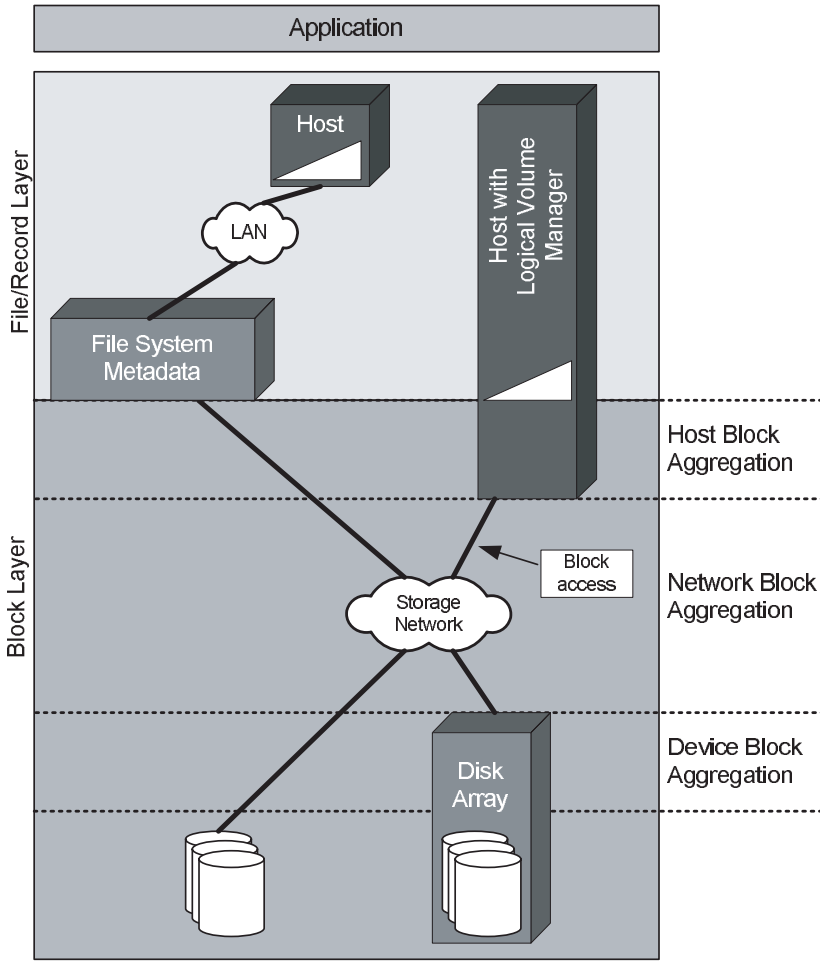 Application
File/Record Layer
Host
LAN
File System
Metadata
Host with
Logical Volume
Manager
Block Layer
Host Block
Aggregation
Block
access
Network Block
Aggregation
Storage
Network
Device Block
Aggregation
Disk
Array